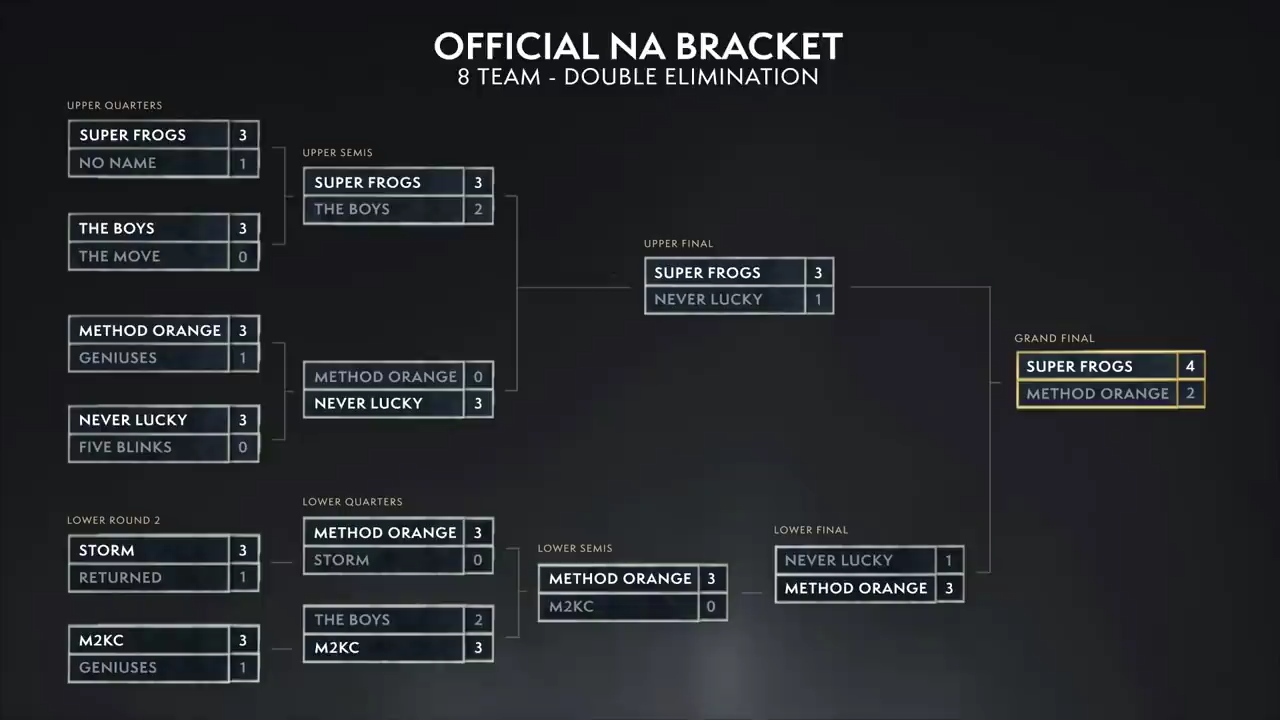 OFFICIAL NA BRACKET
8 TEAM - DOUBLE ELIMINATION
UPPER QUARTERS
SUPER FROGS 3
NO NAME 1
THE BOYS 3
THE MOVE 0
METHOD ORANGE 3
GENIUSES 1
NEVER LUCKY 3
FIVE BLINKS 0
UPPER SEMIS
SUPER FROGS 3
THE BOYS 2
METHOD ORANGE 0
NEVER LUCKY 3
UPPER FINAL
SUPER FROGS 3
NEVER LUCKY 1
GRAND FINAL
SUPER FROGS 4
METHOD ORANGE 2
LOWER ROUND 2
STORM 3
RETURNED 1
M2KC 3
GENIUSES 1
LOWER QUARTERS
METHOD ORANGE 3
STORM 0
THE BOYS 2
M2KC 3
LOWER SEMIS
METHOD ORANGE 3
M2KC 0
LOWER FINAL
NEVER LUCKY 1
METHOD ORANGE 3